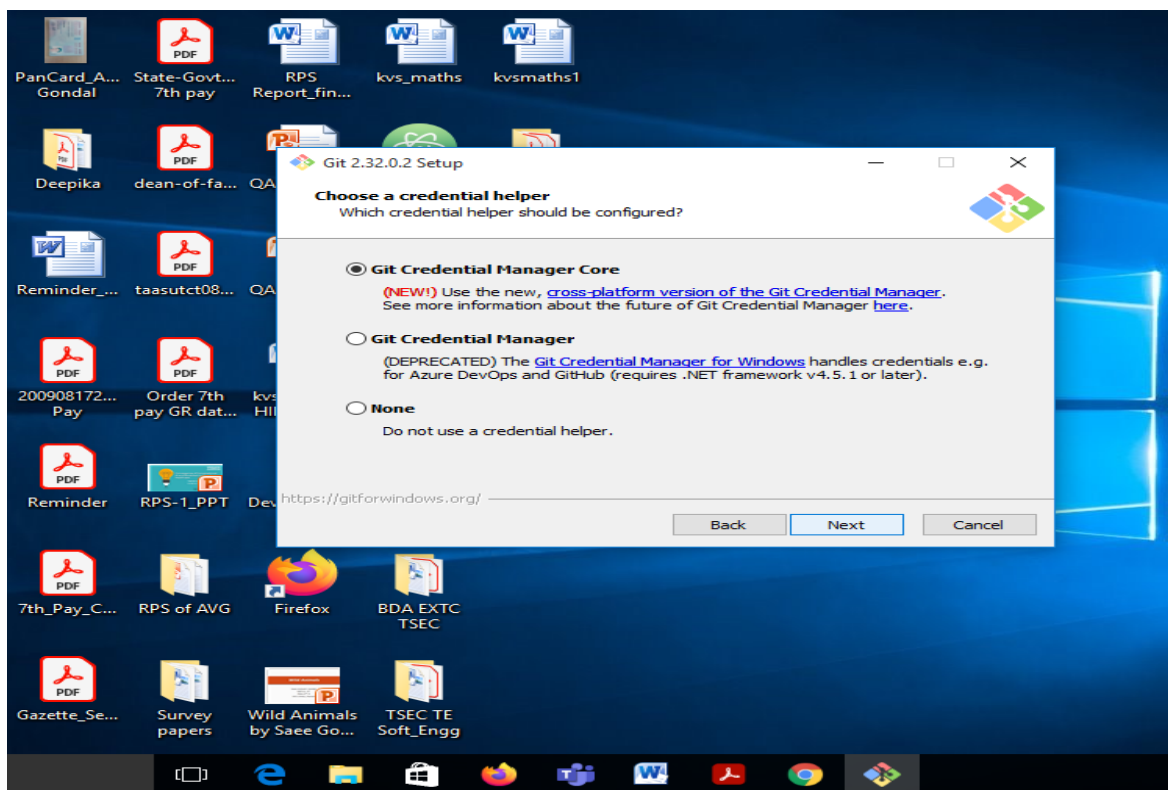 PanCard_A...
Gondal
PDF
State-Govt...
7th pay
W
RPS
Report_fin...
W
kvs_maths
W
kvsmaths1
Deepika
PDF
dean-of-fa...
QA
Git 2.32.0.2 Setup
Choose a credential helper
Which credential helper should be configured?
Git Credential Manager Core
(NEW!) Use the new, cross-platform version of the Git Credential Manager.
See more information about the future of Git Credential Manager here.
Git Credential Manager
(DEPRECATED) The Git Credential Manager for Windows handles credentials e.g.
for Azure DevOps and GitHub (requires .NET framework v4.5.1 or later).
None
Do not use a credential helper.
https://gitforwindows.org/
Back
Next
Cancel
W
Reminder_...
PDF
taasutct08...
QA
PDF
200908172...
Pay
PDF
Order 7th
pay GR dat...
kvs
HII
PDF
Reminder
P
RPS-1_PPT
Dev
PDF
7th_Pay_C...
RPS of AVG
Firefox
BDA EXTC
TSEC
PDF
Gazette_Se...
Survey
papers
P
Wild Animals
by Saee Go...
TSEC TE
Soft_Engg
W